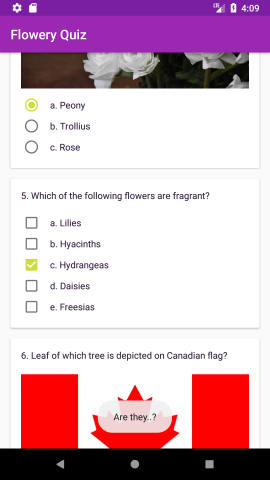 4:09
Flowery Quiz
a. Peony
b. Trollius
c. Rose
5. Which of the following flowers are fragrant?
a. Lilies
b. Hyacinths
c. Hydrangeas
d. Daisies
e. Freesias
6. Leaf of which tree is depicted on Canadian flag?
Are they..?